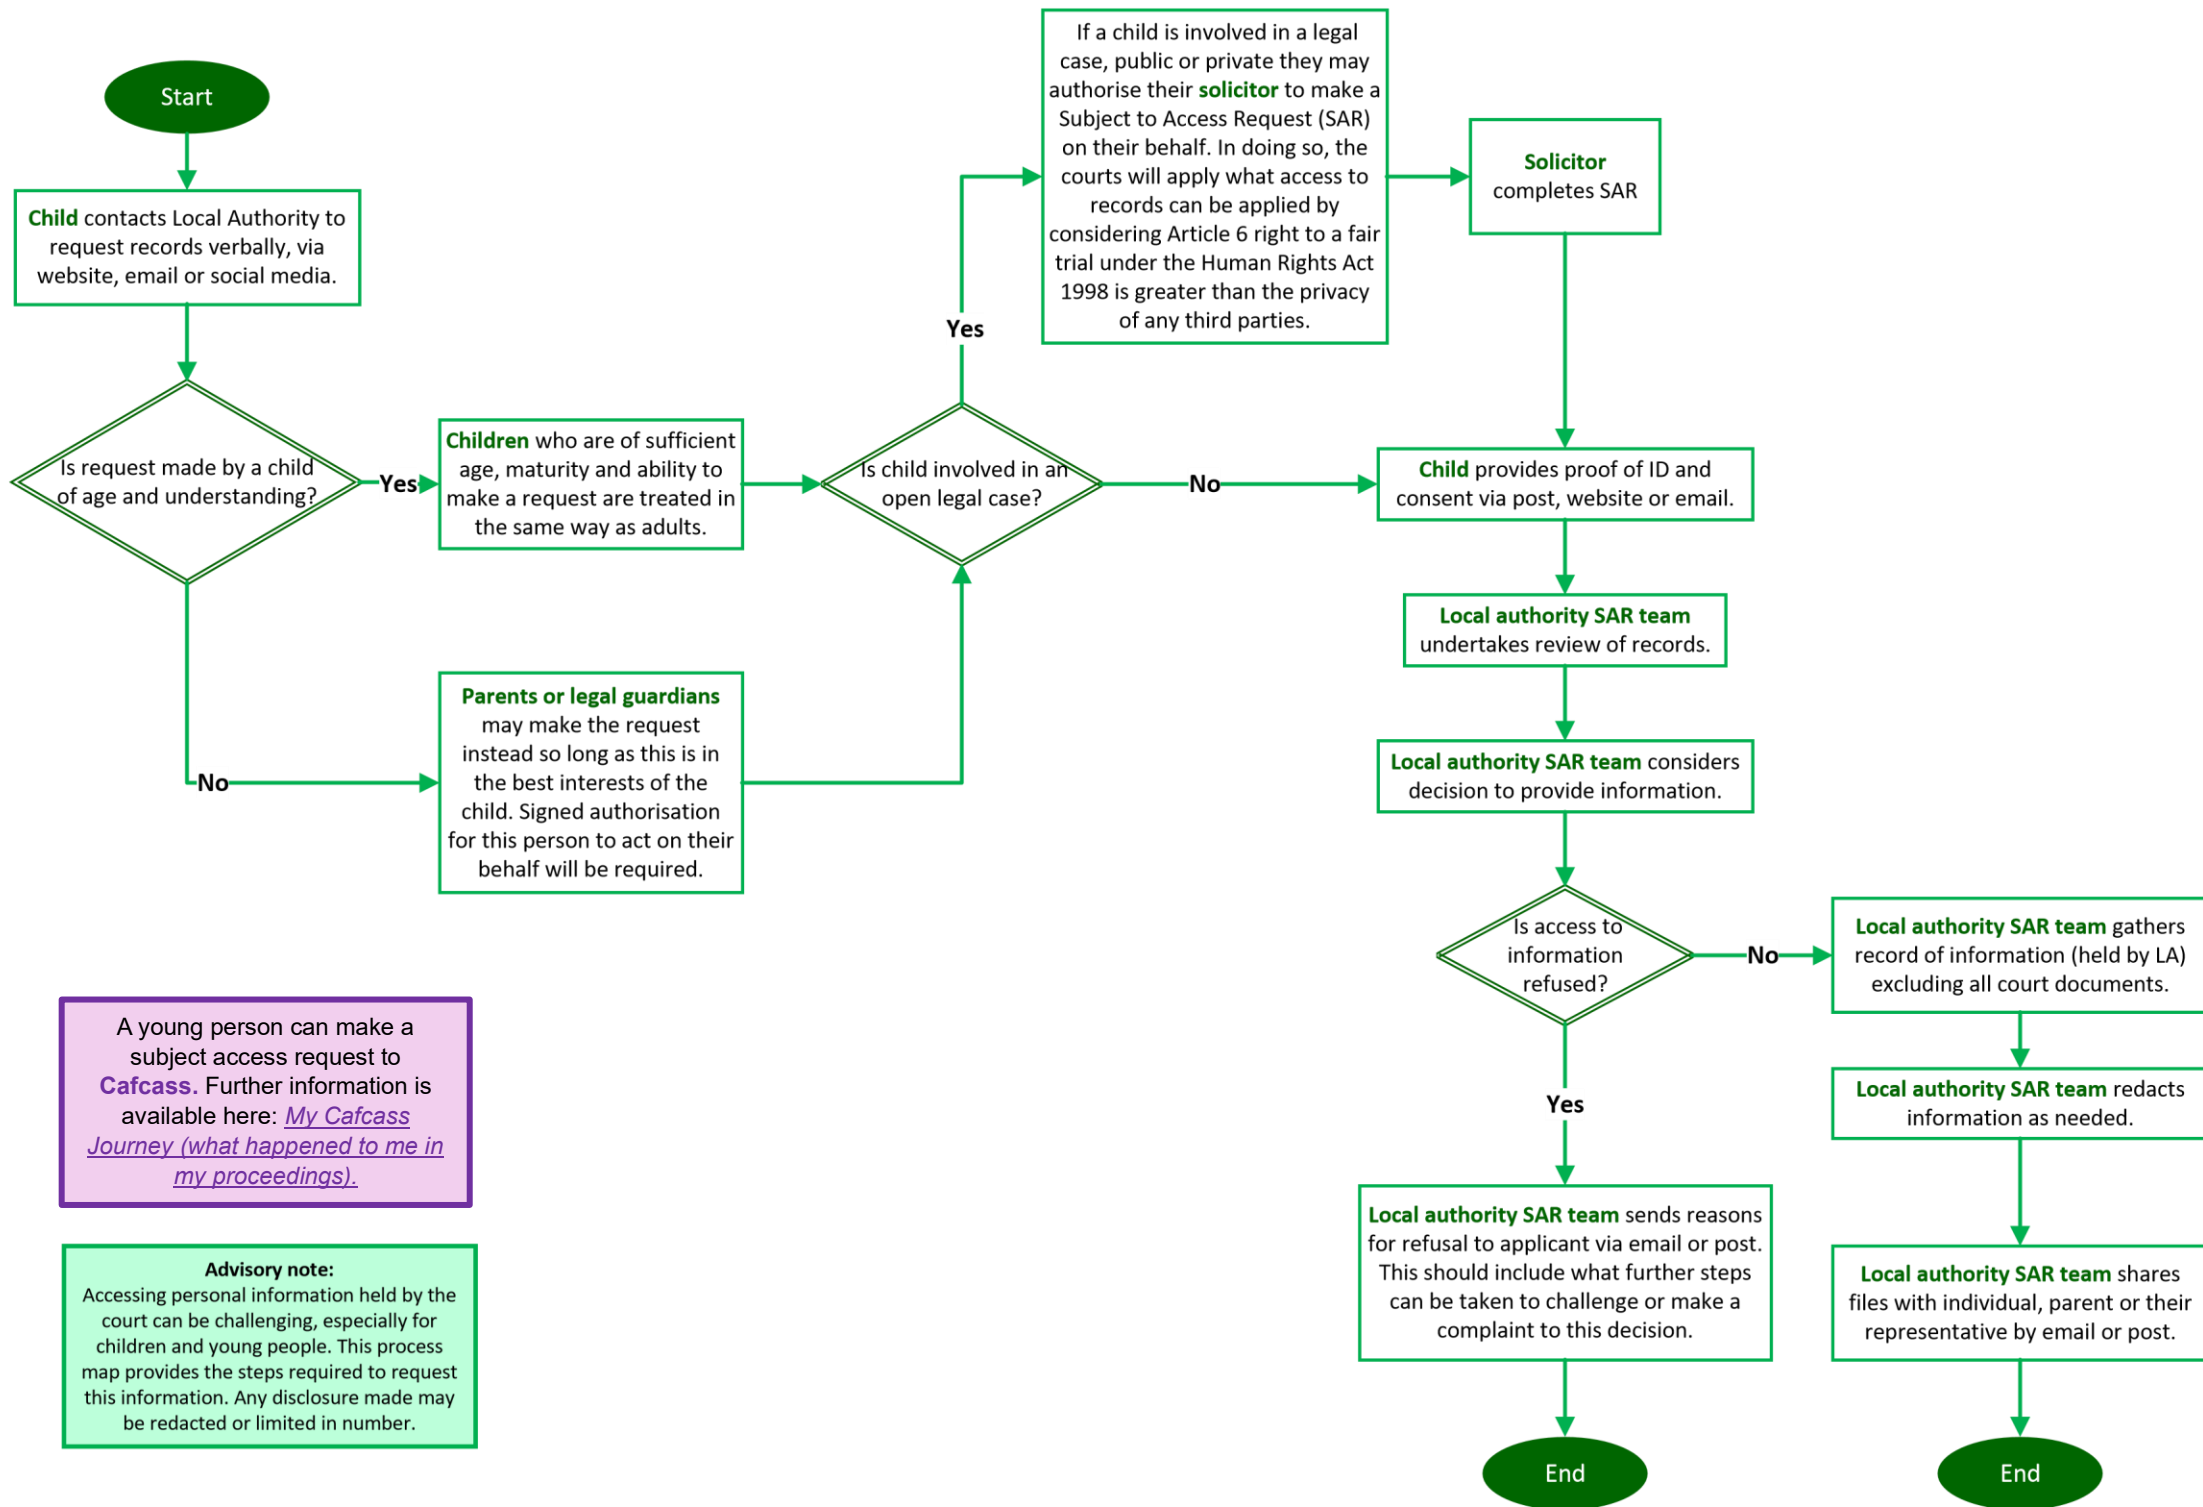 Start
Child contacts Local Authority to
request records verbally, via
website, email or social media.
Is request made by a child
of age and understanding?
Yes
Children who are of sufficient
age, maturity and ability to
make a request are treated in
the same way as adults.
No
Parents or legal guardians
may make the request
instead so long as this is in
the best interests of the
child. Signed authorisation
for this person to act on their
behalf will be required.
Is child involved in an
open legal case?
Yes
If a child is involved in a legal
case, public or private they may
authorise their solicitor to make a
Subject to Access Request (SAR)
on their behalf. In doing so, the
courts will apply what access to
records can be applied by
considering Article 6 right to a fair
trial under the Human Rights Act
1998 is greater than the privacy
of any third parties.
Solicitor
completes SAR
No
Child provides proof of ID and
consent via post, website or email.
Local authority SAR team
undertakes review of records.
Local authority SAR team considers
decision to provide information.
Is access to
information
refused?
No
Local authority SAR team gathers
record of information (held by LA)
excluding all court documents.
Local authority SAR team redacts
information as needed.
Local authority SAR team shares
files with individual, parent or their
representative by email or post.
End
Yes
Local authority SAR team sends reasons
for refusal to applicant via email or post.
This should include what further steps
can be taken to challenge or make a
complaint to this decision.
End
A young person can make a
subject access request to
Cafcass. Further information is
available here: My Cafcass
Journey (what happened to me in
my proceedings).
Advisory note:
Accessing personal information held by the
court can be challenging, especially for
children and young people. This process
map provides the steps required to request
this information. Any disclosure made may
be redacted or limited in number.